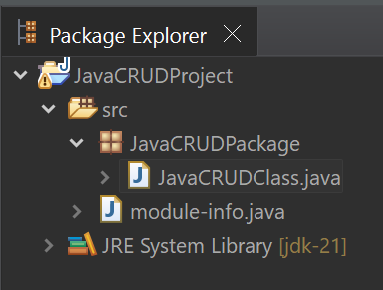 Package Explorer
JavaCRUDProject
src
JavaCRUDPackage
JavaCRUDClass.java
module-info.java
JRE System Library [jdk-21]